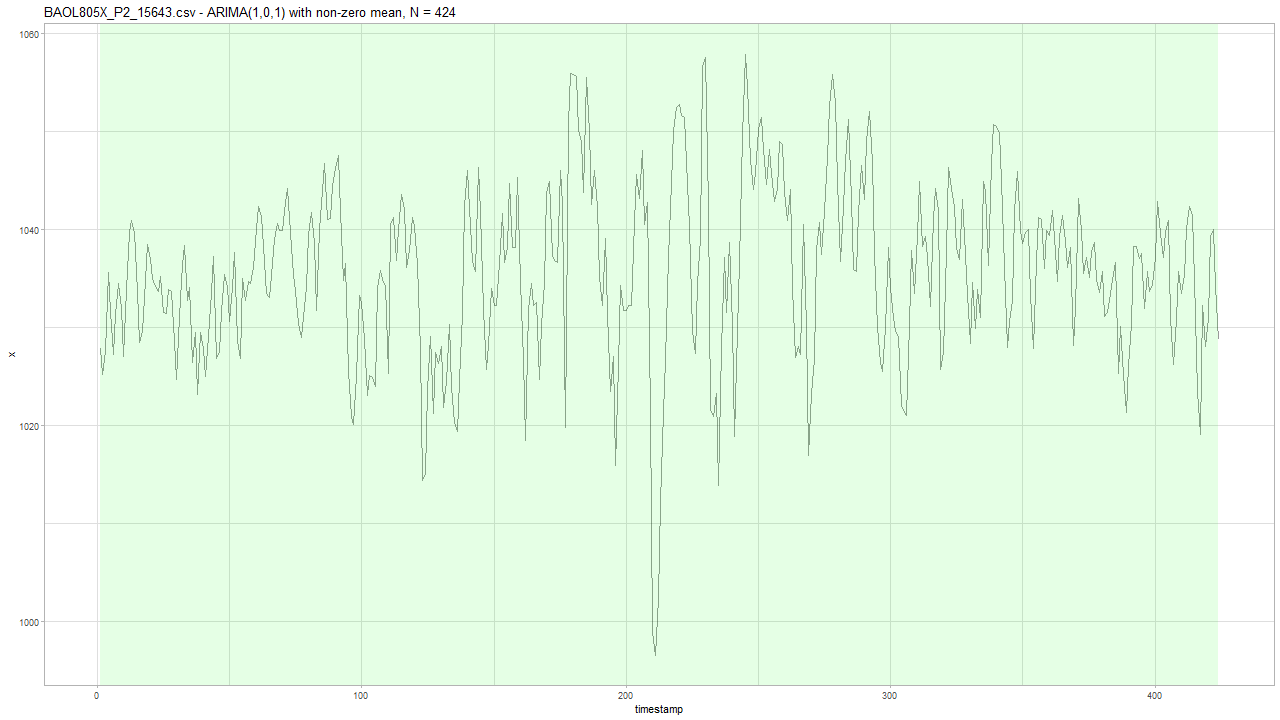 BAOL805X_P2_15643.csv - ARIMA(1,0,1) with non-zero mean, N = 424
1060
1040
1020
1000
x
0 100 200 300 400
timestamp